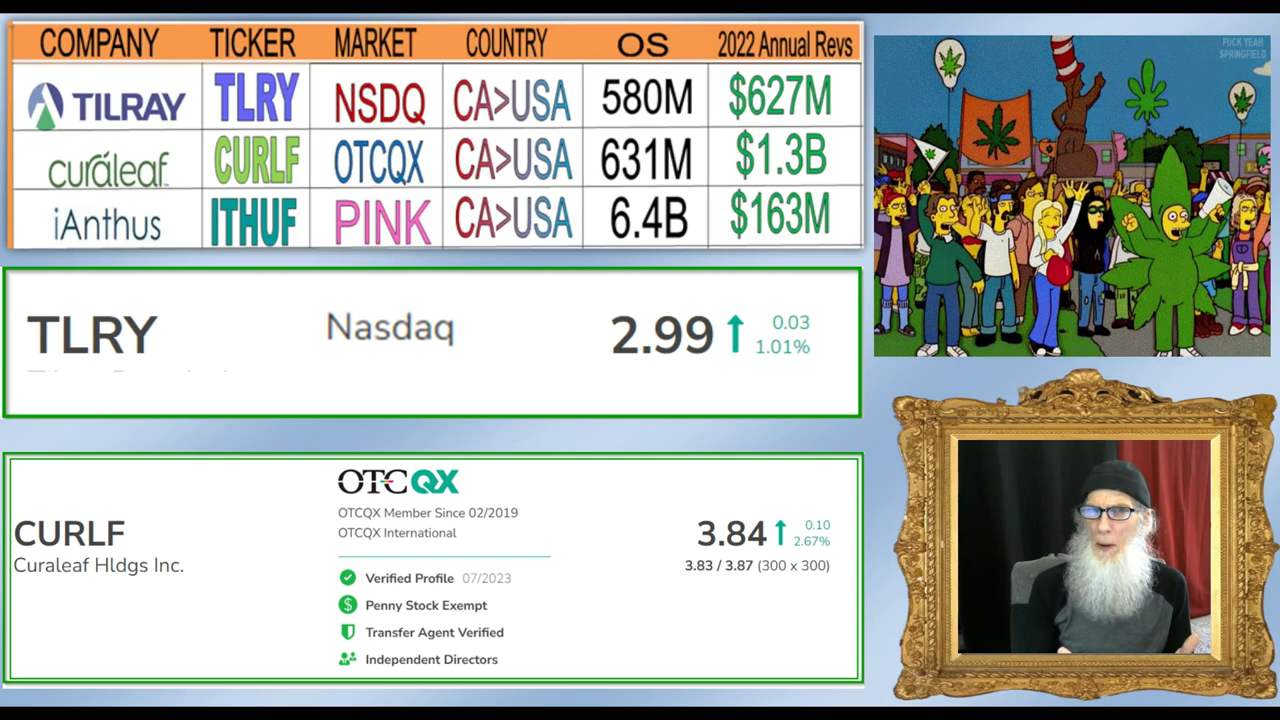 COMPANY TICKER MARKET COUNTRY OS 2022 Annual Revs
TILRAY TLRY NSDQ CA>USA 580M $627M
curaleaf CURLF OTCQX CA>USA 631M $1.3B
iAnthus ITHUF PINK CA>USA 6.4B $163M
FUCK YEAH
SPRINGFIELD
TLRY Nasdaq 2.99 0.03
1.01%
OTCQX
OTCQX Member Since 02/2019
OTCQX International
CURLF
Curaleaf Hldgs Inc.
3.84 0.10
2.67%
3.83 / 3.87 (300 x 300)
Verified Profile 07/2023
$ Penny Stock Exempt
Transfer Agent Verified
Independent Directors